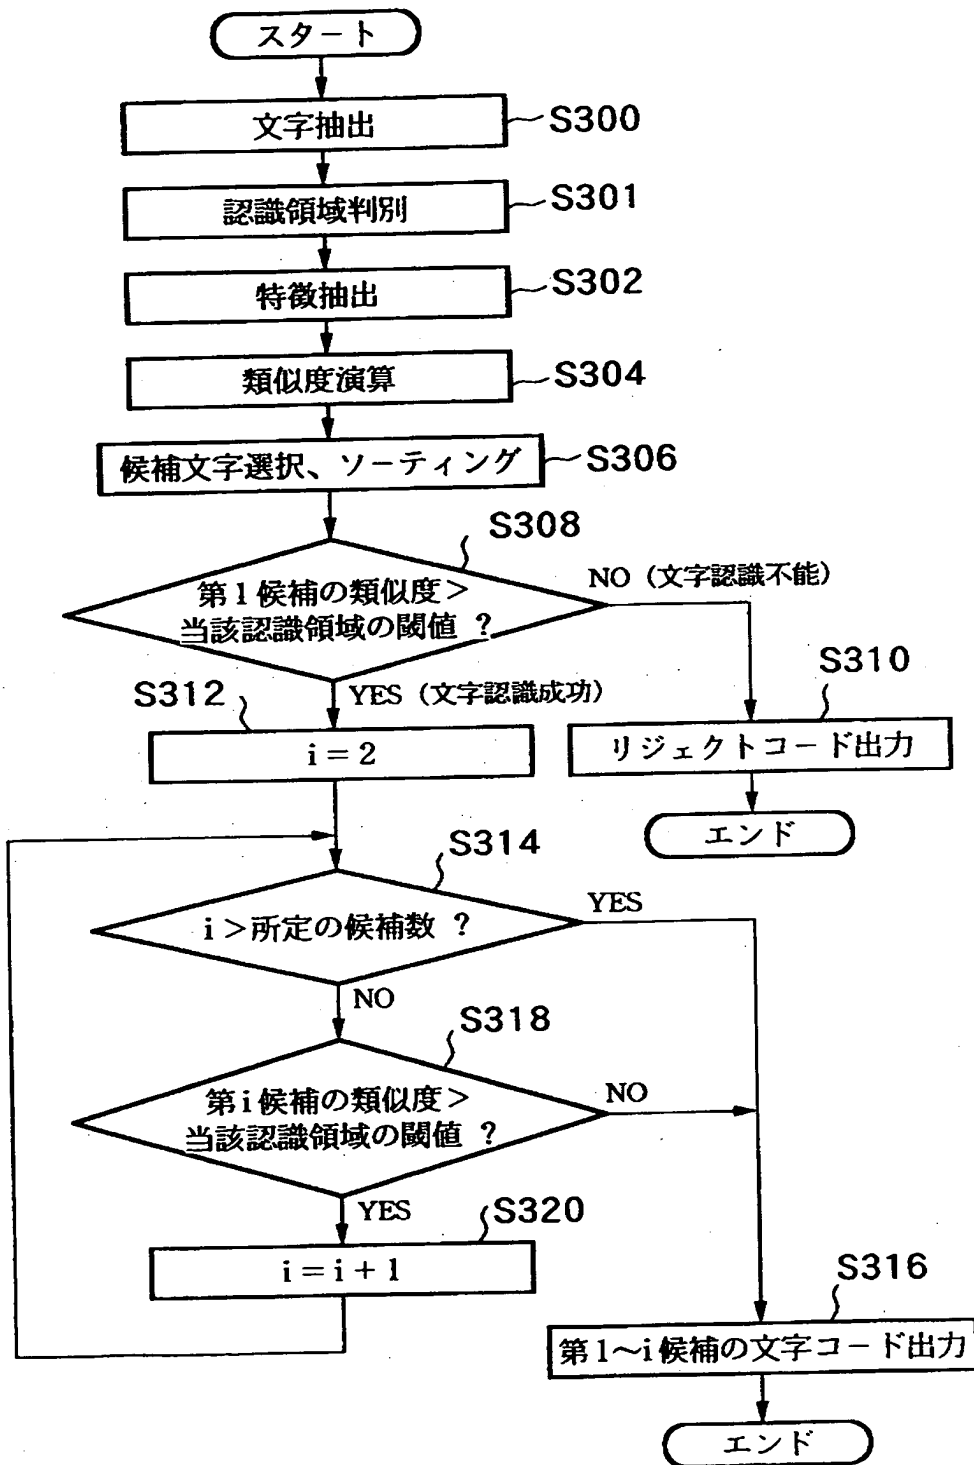 スタート
文字抽出
S300
認識領域判別
S301
特徴抽出
S302
類似度演算
S304
候補文字選択、ソーティング
S306
S308
第1候補の類似度>
当該認識領域の閾値？
NO（文字認識不能）
YES（文字認識成功）
S310
リジェクトコード出力
エンド
S312
i=2
S314
i>所定の候補数？
YES
NO
S318
第i候補の類似度>
当該認識領域の閾値？
NO
YES
S320
i=i+1
S316
第1～i候補の文字コード出力
エンド